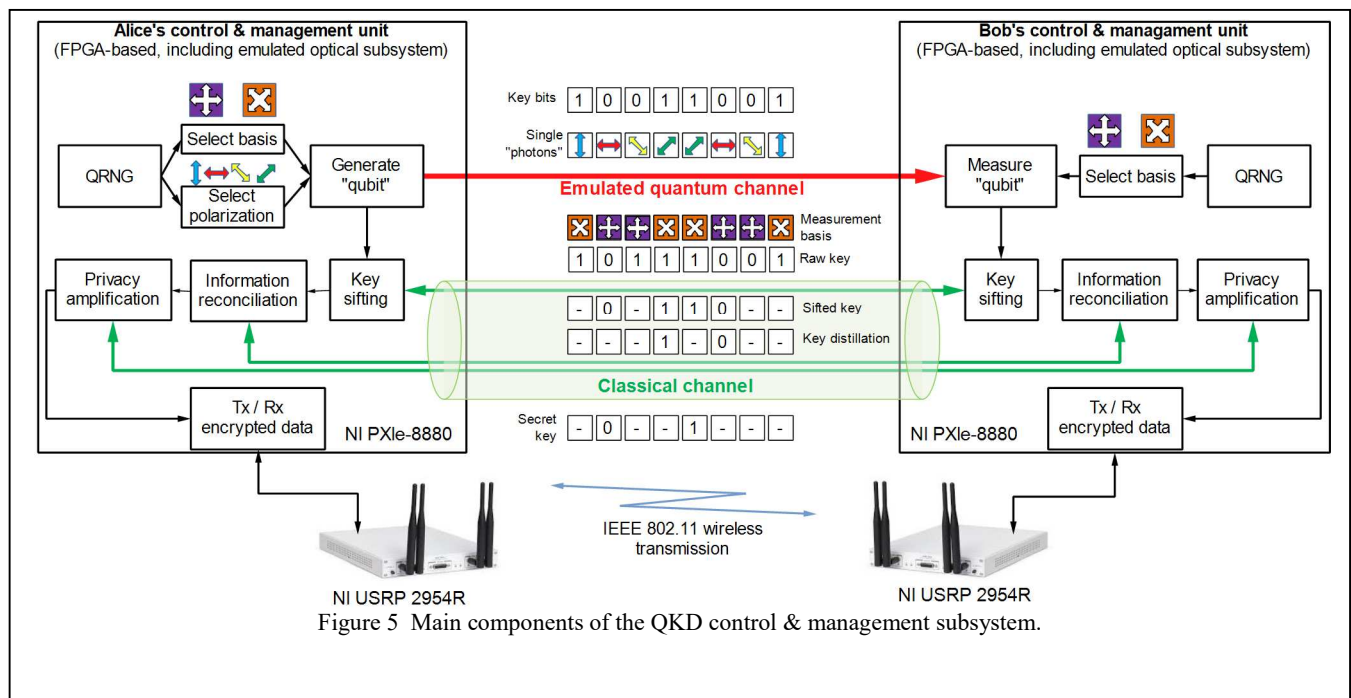 Alice's control & management unit
(FPGA-based, including emulated optical subsystem)
Select basis
QRNG
Select
polarization
Generate
"qubit"
Privacy
amplification
Information
reconciliation
Key
sifting
Tx / Rx
encrypted data
NI PXIe-8880
Key bits
1 0 0 1 1 0 0 1
Single
"photons"
Emulated quantum channel
Measurement
basis
1 0 1 1 1 0 0 1
Raw key
- 0 - 1 1 0 - -
Sifted key
- - - 1 - 0 - -
Key distillation
Classical channel
Secret
key
- 0 - - 1 - - -
IEEE 802.11 wireless
transmission
Bob's control & managament unit
(FPGA-based, including emulated optical subsystem)
Measure
"qubit"
Select basis
QRNG
Key
sifting
Information
reconciliation
Privacy
amplification
Tx / Rx
encrypted data
NI PXIe-8880
NI USRP 2954R
NI USRP 2954R
Figure 5 Main components of the QKD control & management subsystem.